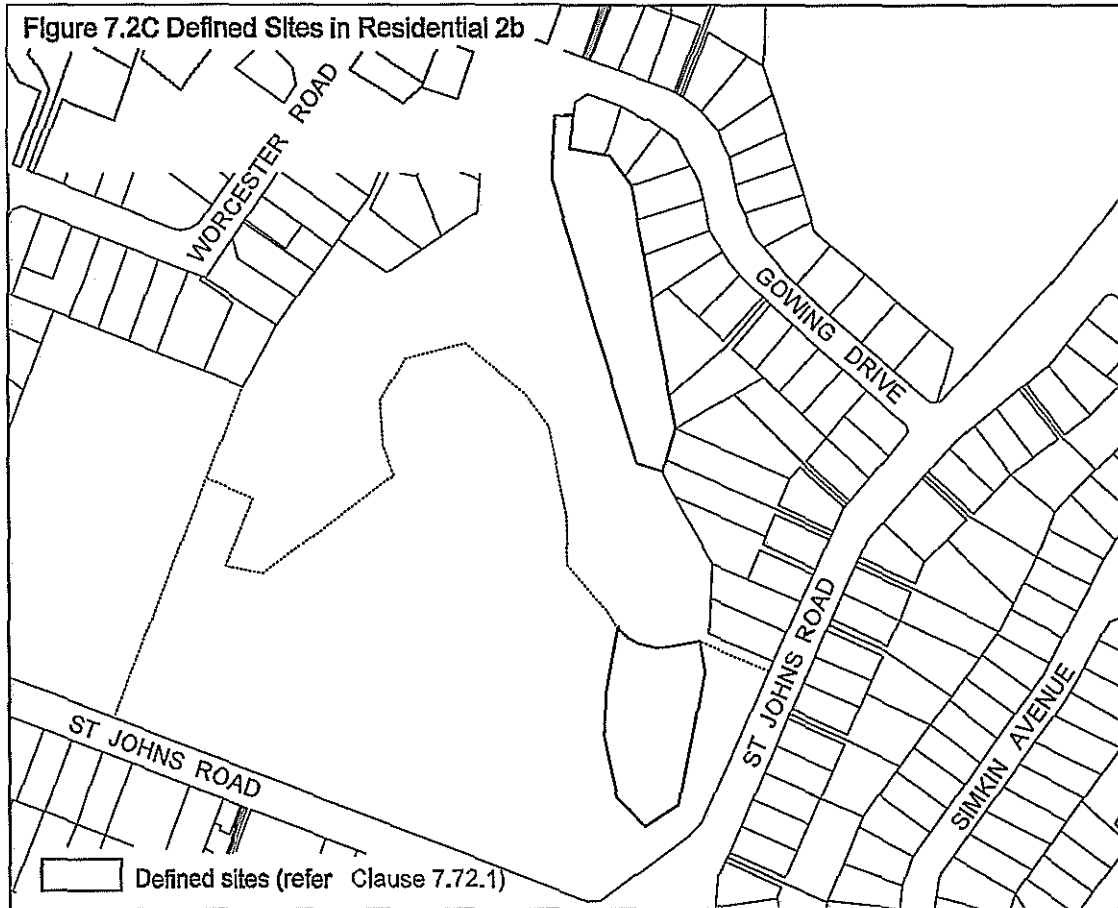 Figure 7.2C Defined Sites in Residential 2b
WORCESTER ROAD
GOWING DRIVE
ST JOHNS ROAD
SIMKIN AVENUE
ST JOHNS ROAD
Defined sites (refer Clause 7.72.1)